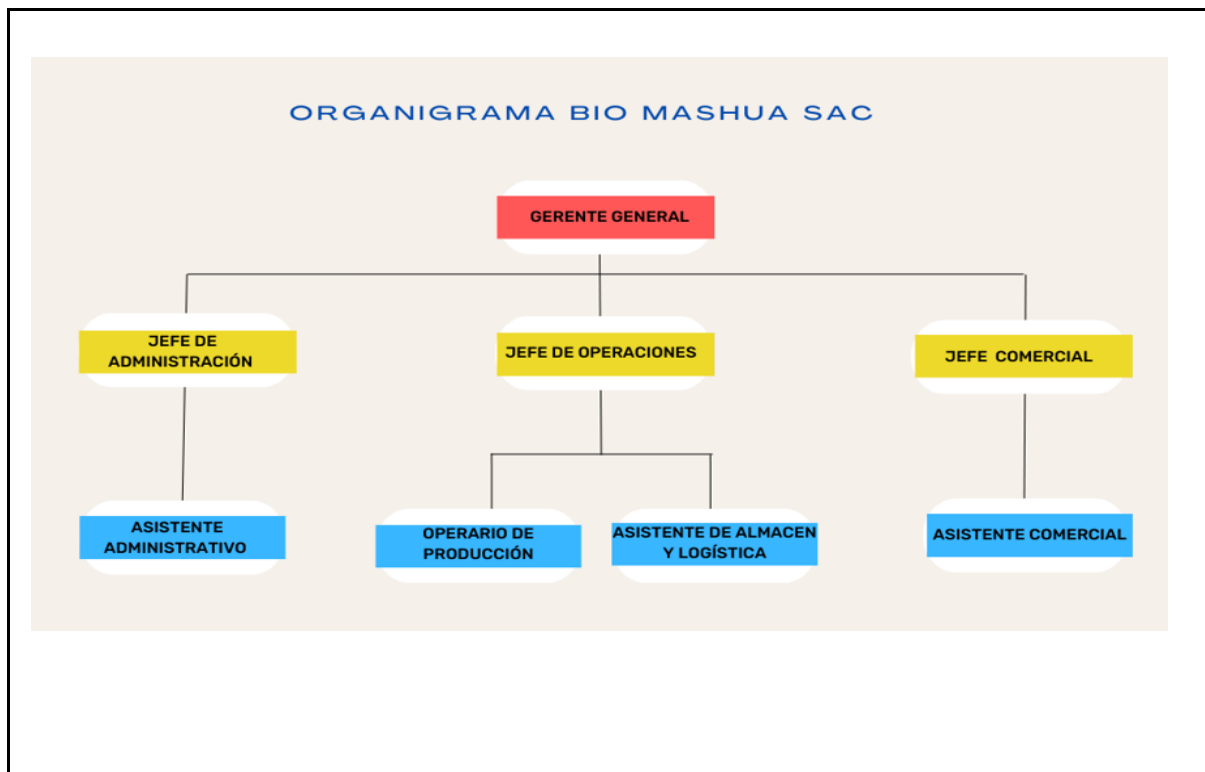 ORGANIGRAMA BIO MASHUA SAC
GERENTE GENERAL
JEFE DE
ADMINISTRACIÓN
JEFE DE OPERACIONES
JEFE COMERCIAL
ASISTENTE
ADMINISTRATIVO
OPERARIO DE
PRODUCCIÓN
ASISTENTE DE ALMACEN
Y LOGÍSTICA
ASISTENTE COMERCIAL